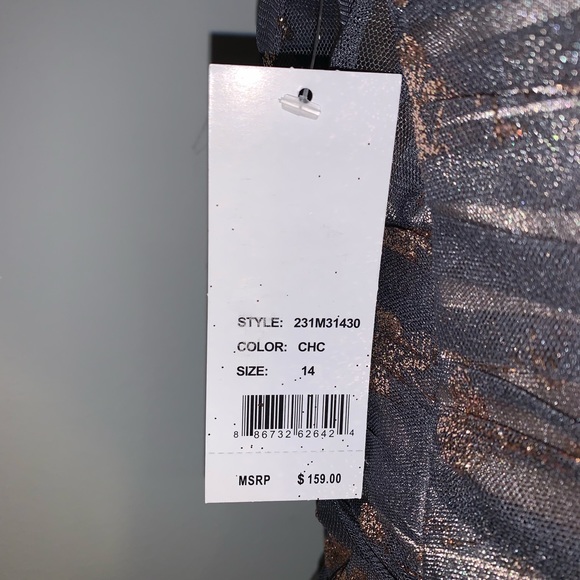 STYLE: 231M31430
COLOR: CHC
SIZE: 14
8 86732 62642 4
MSRP $159.00